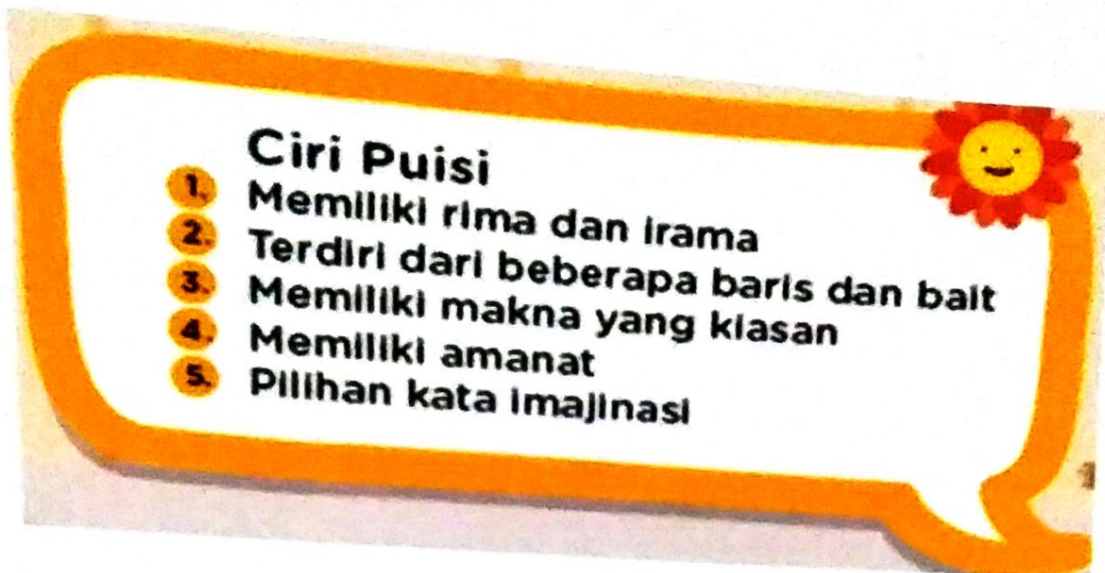 Ciri Puisi
1. Memiliki rima dan irama
2. Terdiri dari beberapa baris dan bait
3. Memiliki makna yang kiasan
4. Memiliki amanat
5. Pilihan kata imajinasi